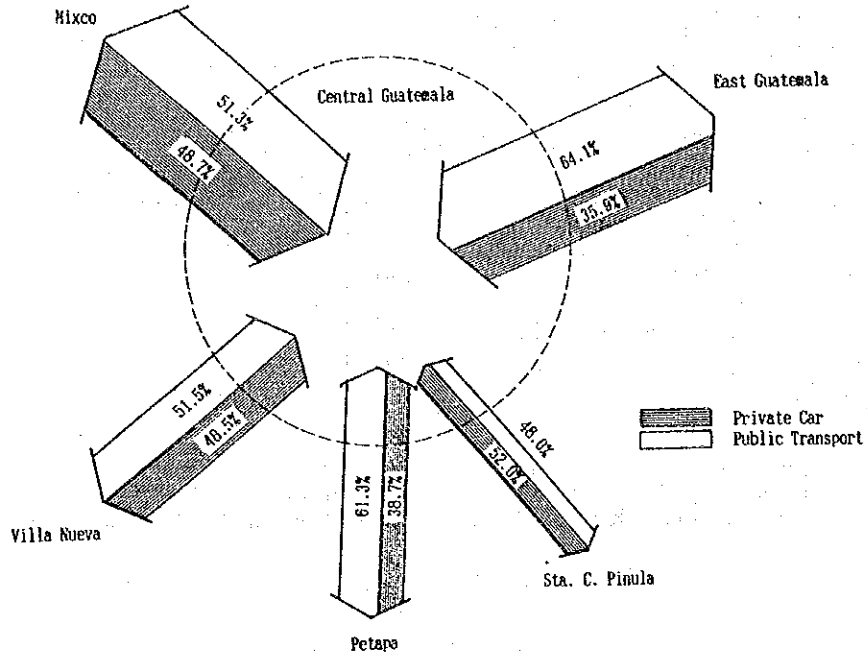 Mixco
Central Guatemala
East Guatemala
51.3%
48.7%
64.1%
35.9%
51.5%
48.5%
61.3%
38.7%
48.0%
52.0%
Private Car
Public Transport
Villa Nueva
Sta. C. Pinula
Petapa